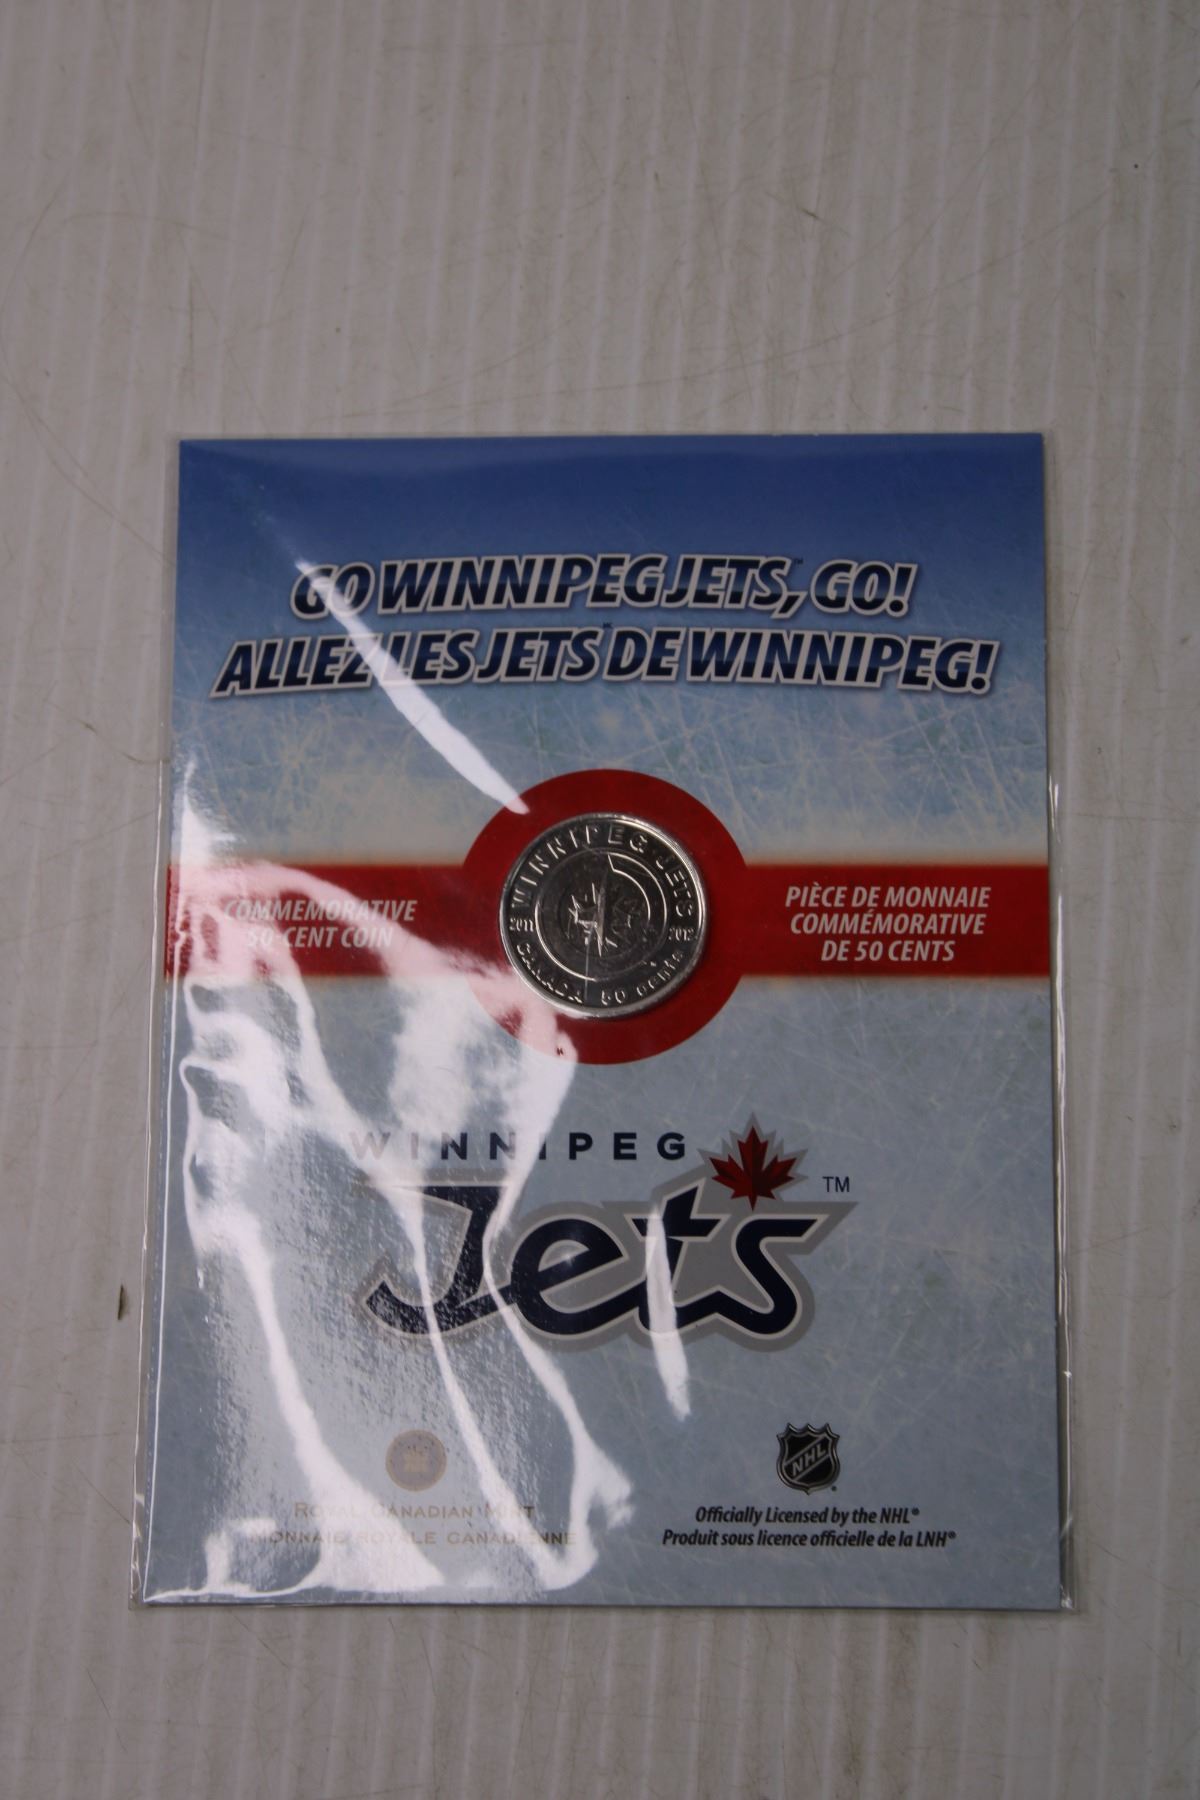 GO WINNIPEG JETS, GO!
ALLEZ LES JETS MC DE WINNIPEG!
COMMEMORATIVE
50-CENT COIN
WINNIPEG JETS
2011
2012
CANADA 50 cents
PIÈCE DE MONNAIE
COMMÉMORATIVE
DE 50 CENTS
WINNIPEG
Jets TM
ROYAL CANADIAN MINT
MONNAIE ROYALE CANADIENNE
NHL
Officially Licensed by the NHL®
Produit sous licence officielle de la LNH®